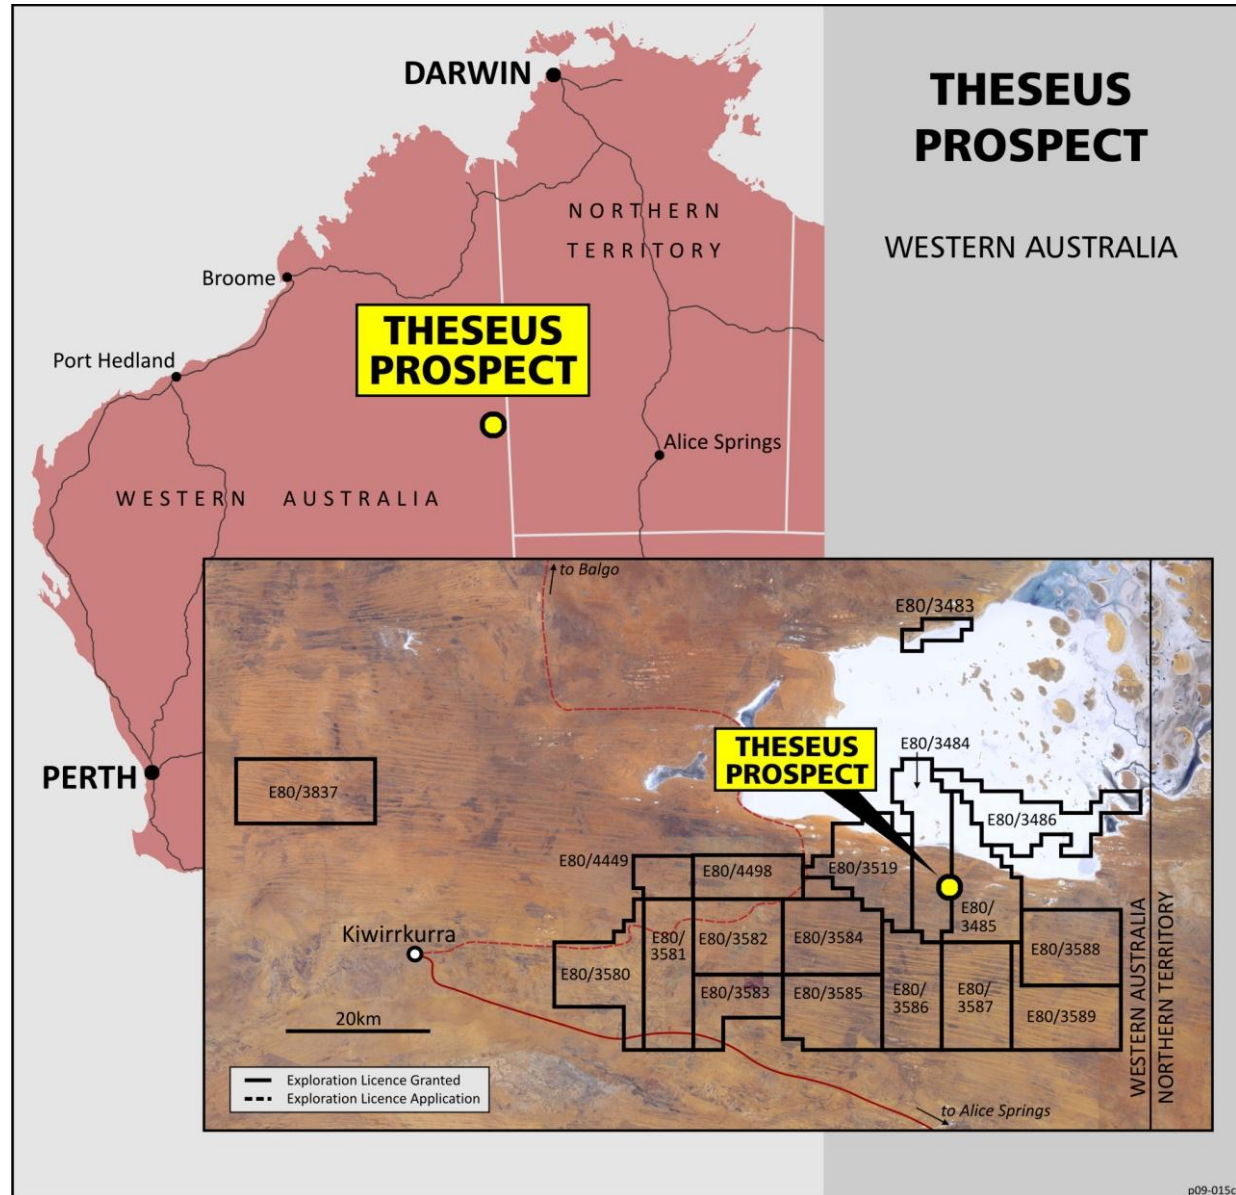 DARWIN
THESEUS
PROSPECT
WESTERN AUSTRALIA
NORTHERN
TERRITORY
Broome
THESEUS
PROSPECT
Port Hedland
Alice Springs
WESTERN AUSTRALIA
PERTH
to Balgo
E80/3483
THESEUS
PROSPECT
E80/3484
E80/3837
E80/3486
E80/4449
E80/4498
E80/3519
E80/
3485
Kiwirrkurra
E80/3580
E80/
3581
E80/3582
E80/3584
E80/3588
E80/3583
E80/3585
E80/
3586
E80/
3587
E80/3589
WESTERN AUSTRALIA
NORTHERN TERRITORY
20km
Exploration Licence Granted
Exploration Licence Application
to Alice Springs
p09-015c